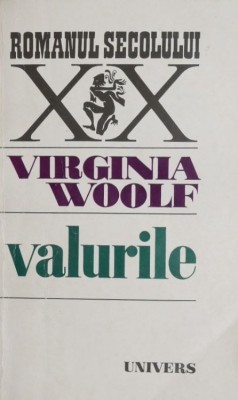 ROMANUL SECOLULUI
XX
VIRGINIA
WOOLF
valurile
UNIVERS